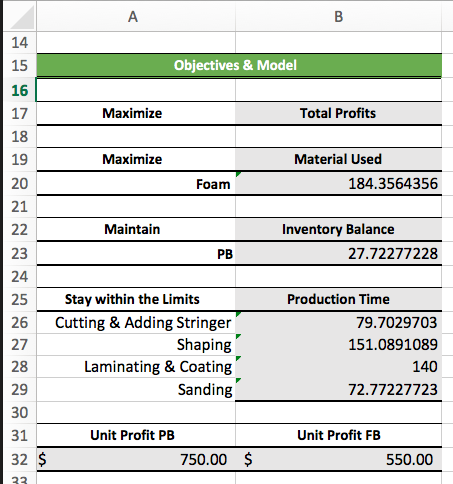 A B
14
15 Objectives & Model
16
17 Maximize Total Profits
18
19 Maximize Material Used
20 Foam 184.3564356
21
22 Maintain Inventory Balance
23 PB 27.72277228
24
25 Stay within the Limits Production Time
26 Cutting & Adding Stringer 79.7029703
27 Shaping 151.0891089
28 Laminating & Coating 140
29 Sanding 72.77227723
30
31 Unit Profit PB Unit Profit FB
32 $ 750.00 $ 550.00
33